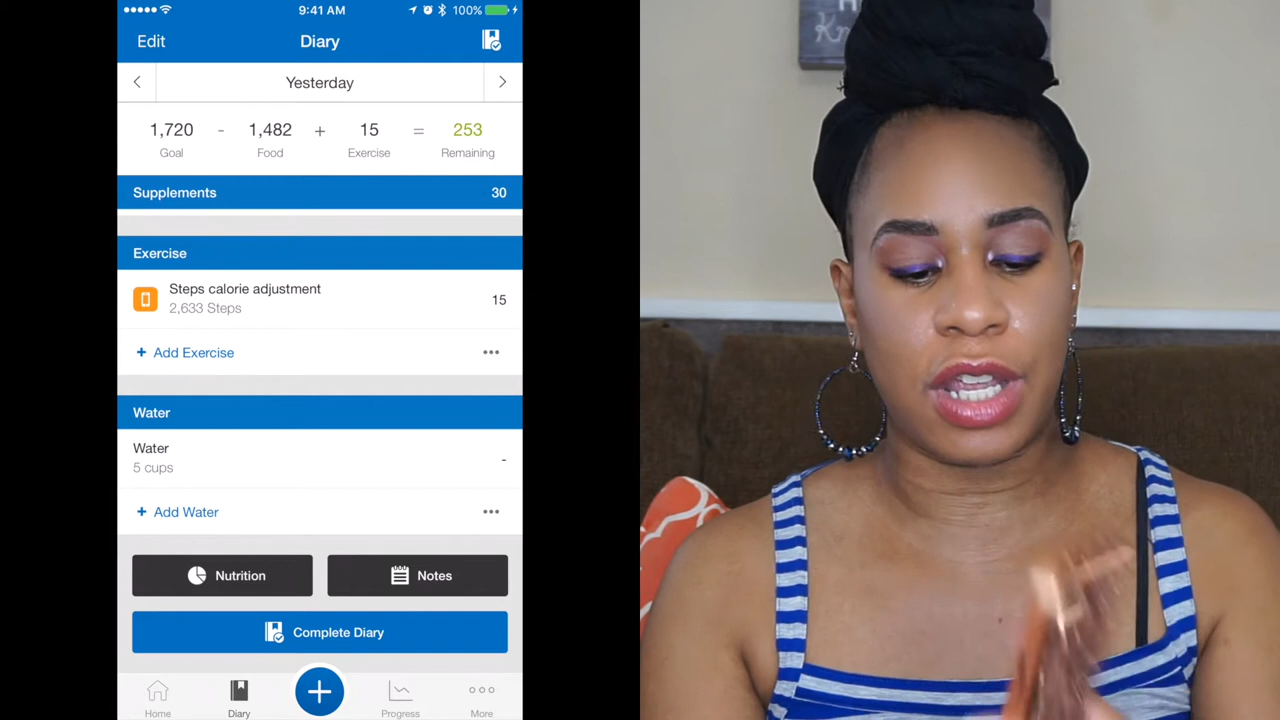 9:41 AM 100%
Edit Diary
Yesterday
1,720 - 1,482 + 15 = 253
Goal Food Exercise Remaining
Supplements 30
Exercise
Steps calorie adjustment
2,633 Steps
15
+ Add Exercise
Water
Water
5 cups
-
+ Add Water
Nutrition Notes
Complete Diary
Home Diary Progress More